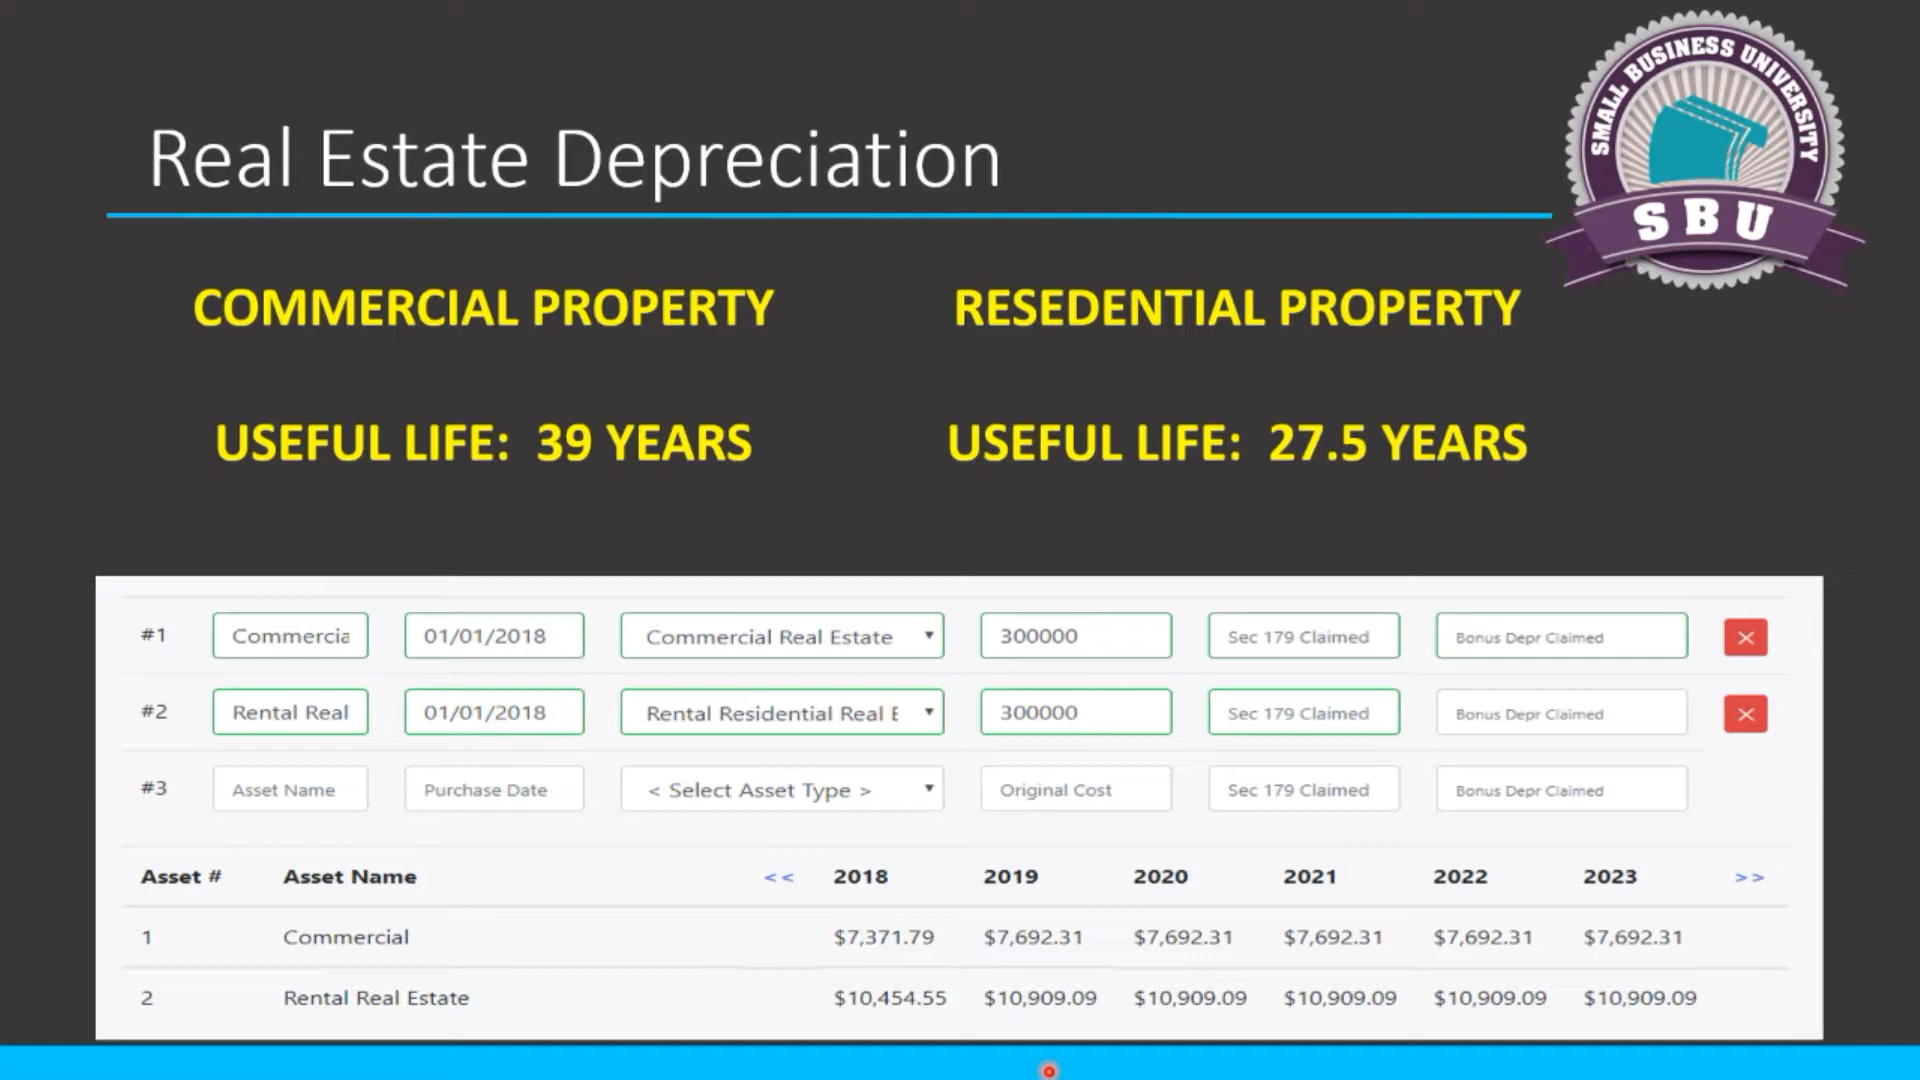 SMALL BUSINESS UNIVERSITY
SBU
Real Estate Depreciation
COMMERCIAL PROPERTY RESEDENTIAL PROPERTY
USEFUL LIFE: 39 YEARS USEFUL LIFE: 27.5 YEARS
#1 Commercia 01/01/2018 Commercial Real Estate 300000 Sec 179 Claimed Bonus Depr Claimed
#2 Rental Real 01/01/2018 Rental Residential Real E 300000 Sec 179 Claimed Bonus Depr Claimed
#3 Asset Name Purchase Date < Select Asset Type > Original Cost Sec 179 Claimed Bonus Depr Claimed
Asset # Asset Name << 2018 2019 2020 2021 2022 2023 >>
1 Commercial $7,371.79 $7,692.31 $7,692.31 $7,692.31 $7,692.31 $7,692.31
2 Rental Real Estate $10,454.55 $10,909.09 $10,909.09 $10,909.09 $10,909.09 $10,909.09